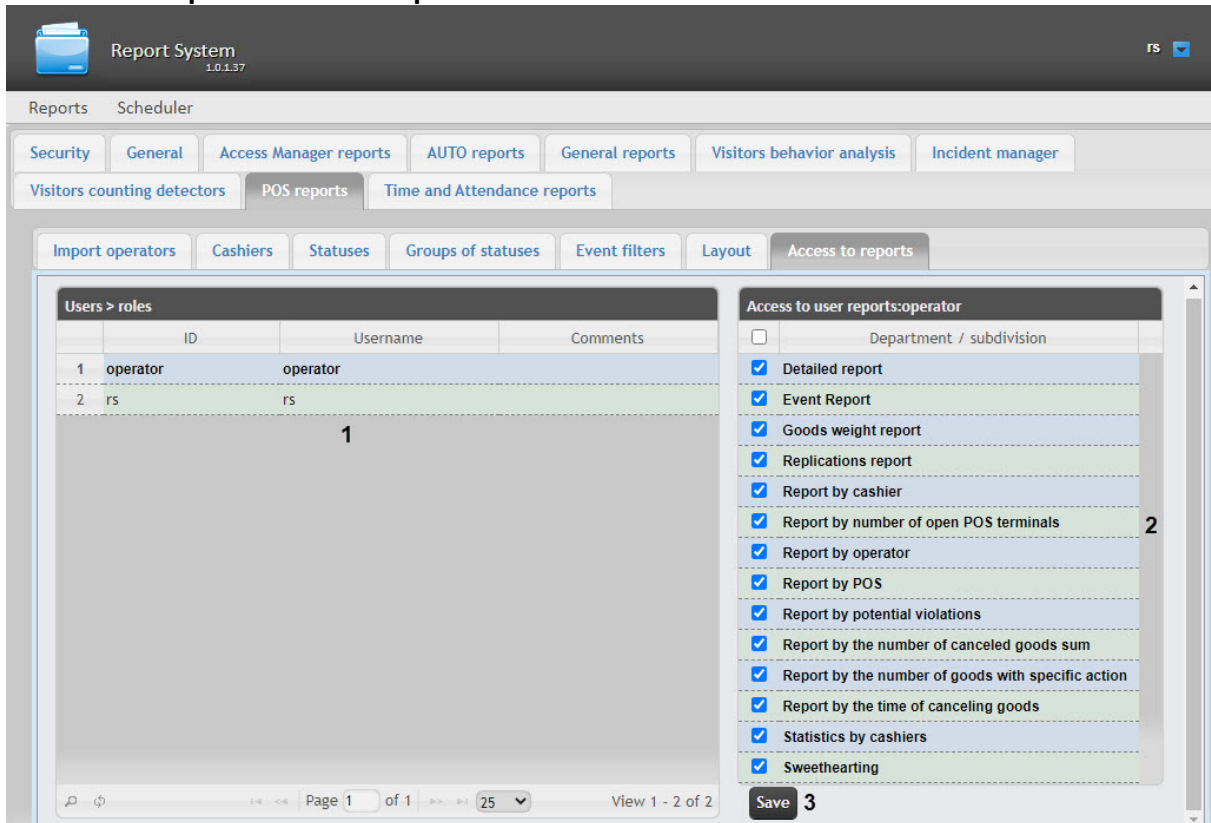 Report System
1.0.1.37
rs
Reports Scheduler
Security General Access Manager reports AUTO reports General reports Visitors behavior analysis Incident manager
Visitors counting detectors POS reports Time and Attendance reports
Import operators Cashiers Statuses Groups of statuses Event filters Layout Access to reports
Users > roles
ID Username Comments
1 operator operator
2 rs rs
1
Page 1 of 1 25 View 1 - 2 of 2
Access to user reports:operator
Department / subdivision
Detailed report
Event Report
Goods weight report
Replications report
Report by cashier
Report by number of open POS terminals
2
Report by operator
Report by POS
Report by potential violations
Report by the number of canceled goods sum
Report by the number of goods with specific action
Report by the time of canceling goods
Statistics by cashiers
Sweethearting
Save 3